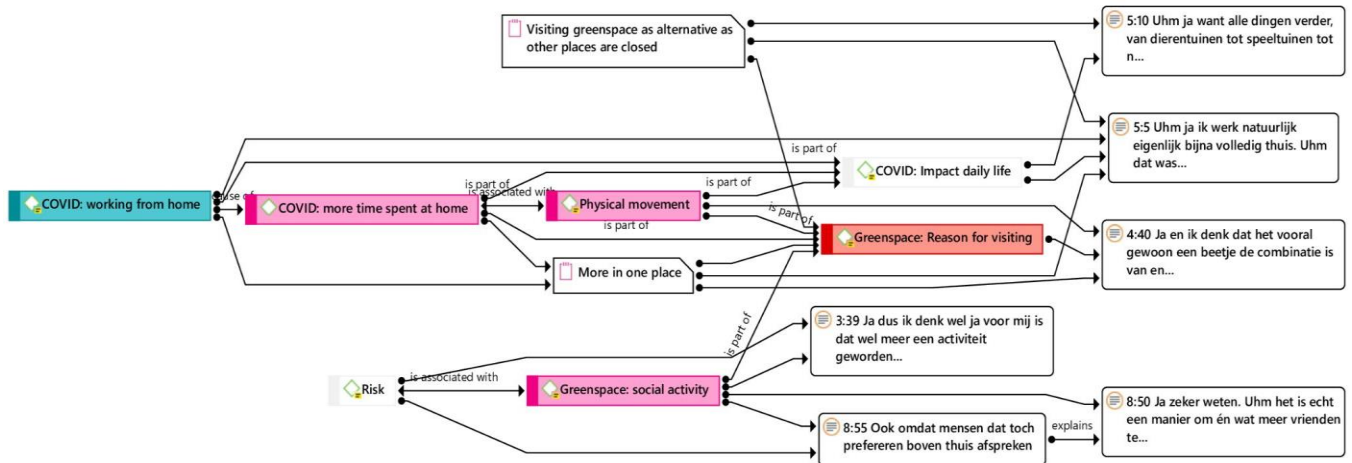 Visiting greenspace as alternative as
other places are closed
5:10 Uhm ja want alle dingen verder,
van dierentuinen tot speeltuinen tot
n...
5:5 Uhm ja ik werk natuurlijk
eigenlijk bijna volledig thuis. Uhm
dat was...
is part of
COVID: Impact daily life
COVID: working from home
is part of
is associated with
is part of
COVID: more time spent at home
Physical movement
is part of
is part of
Greenspace: Reason for visiting
4:40 Ja en ik denk dat het vooral
gewoon een beetje de combinatie is
van en...
More in one place
3:39 Ja dus ik denk wel ja voor mij is
dat wel meer een activiteit
geworden...
is part of
Risk
is associated with
Greenspace: social activity
8:50 Ja zeker weten. Uhm het is echt
een manier om én wat meer vrienden
te...
8:55 Ook omdat mensen dat toch
prefereren boven thuis afspreken
explains